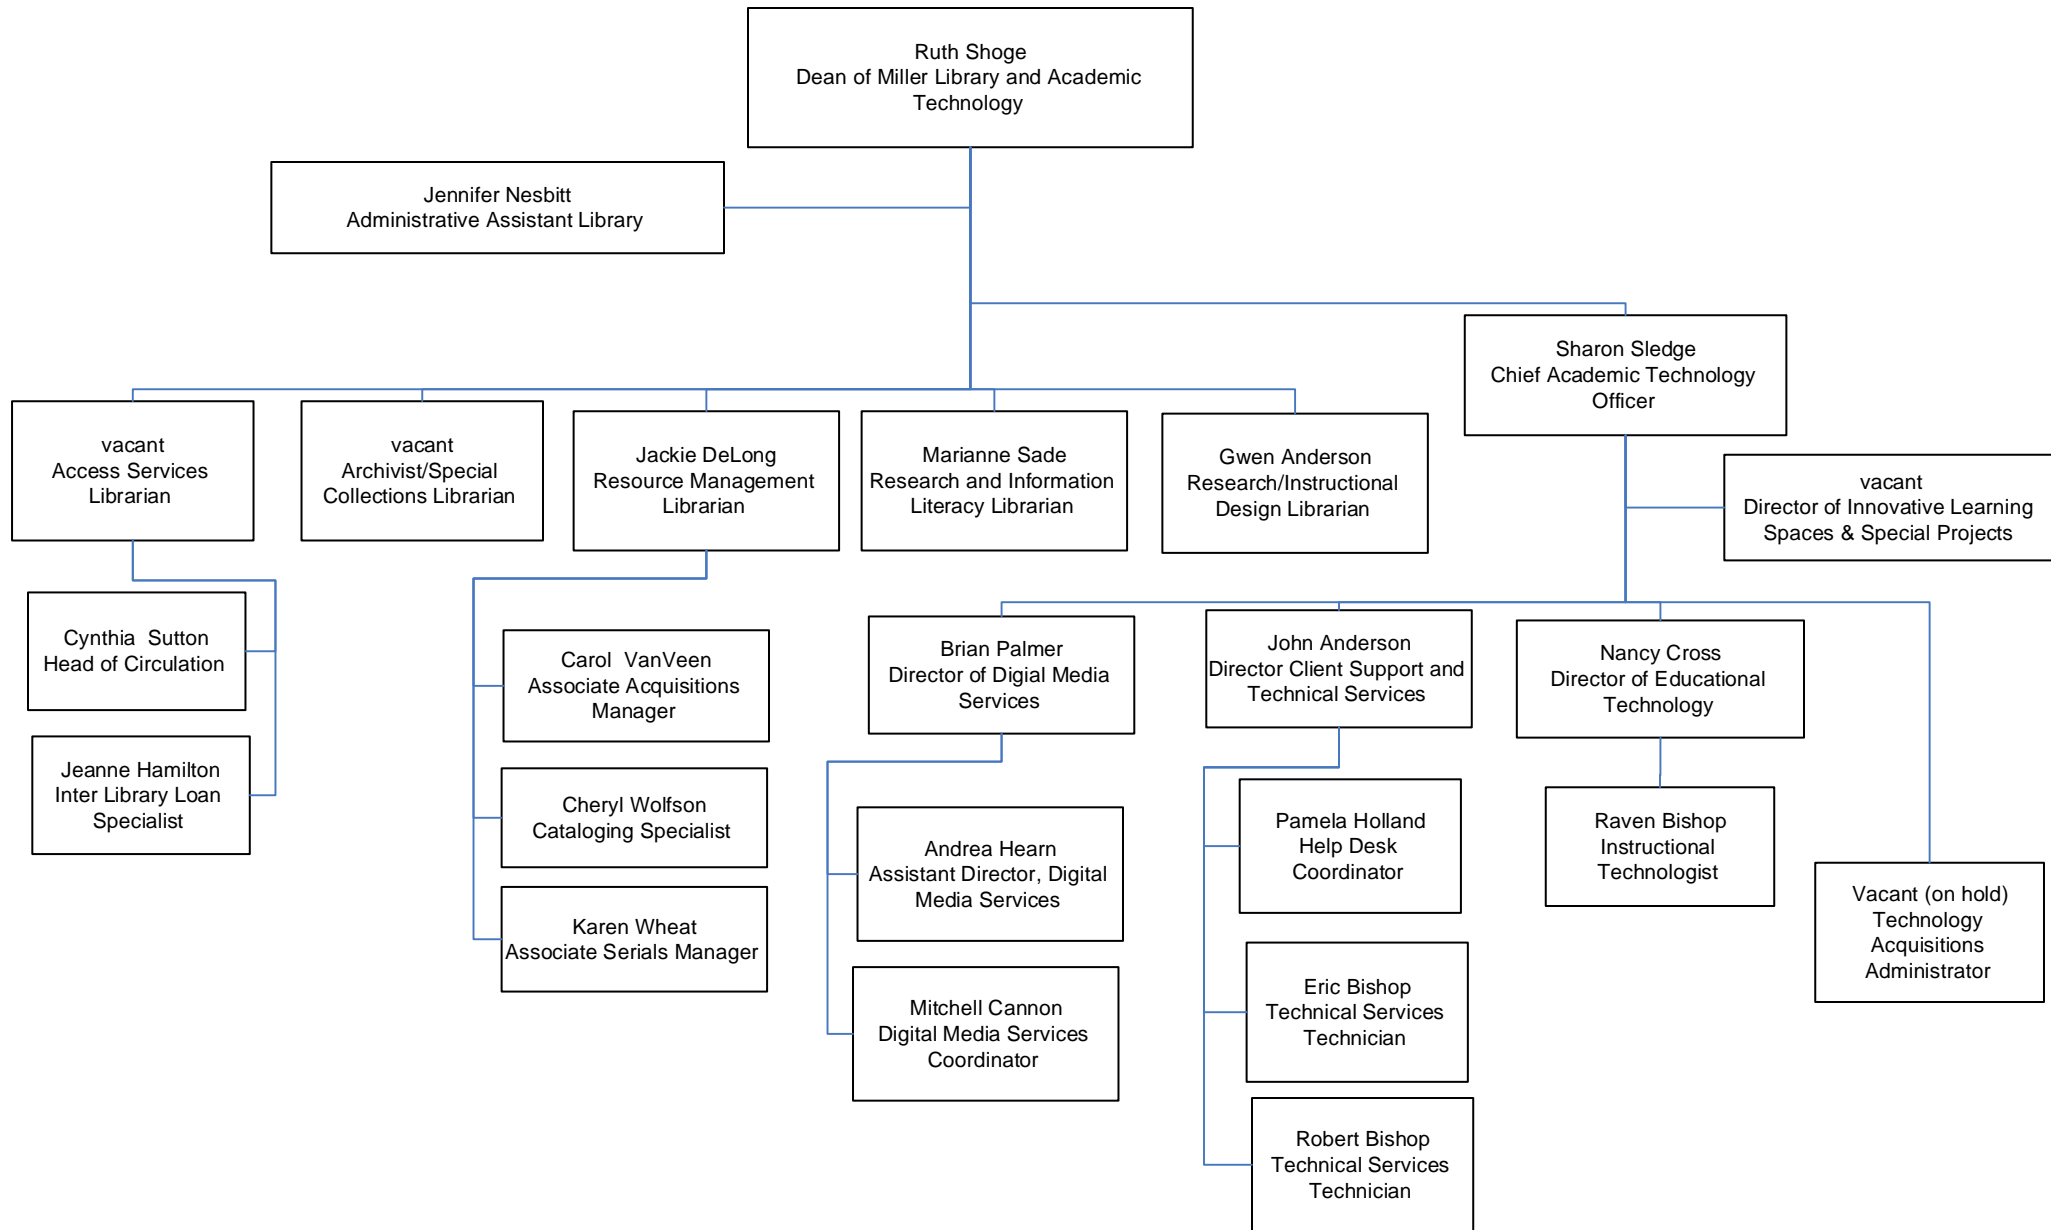 Ruth Shoge
Dean of Miller Library and Academic
Technology
Jennifer Nesbitt
Administrative Assistant Library
Sharon Sledge
Chief Academic Technology
Officer
vacant
Access Services
Librarian
vacant
Archivist/Special
Collections Librarian
Jackie DeLong
Resource Management
Librarian
Marianne Sade
Research and Information
Literacy Librarian
Gwen Anderson
Research/Instructional
Design Librarian
vacant
Director of Innovative Learning
Spaces & Special Projects
Cynthia  Sutton
Head of Circulation
Jeanne Hamilton
Inter Library Loan
Specialist
Carol  VanVeen
Associate Acquisitions
Manager
Cheryl Wolfson
Cataloging Specialist
Karen Wheat
Associate Serials Manager
Brian Palmer
Director of Digial Media
Services
Andrea Hearn
Assistant Director, Digital
Media Services
Mitchell Cannon
Digital Media Services
Coordinator
John Anderson
Director Client Support and
Technical Services
Pamela Holland
Help Desk
Coordinator
Eric Bishop
Technical Services
Technician
Robert Bishop
Technical Services
Technician
Nancy Cross
Director of Educational
Technology
Raven Bishop
Instructional
Technologist
Vacant (on hold)
Technology
Acquisitions
Administrator